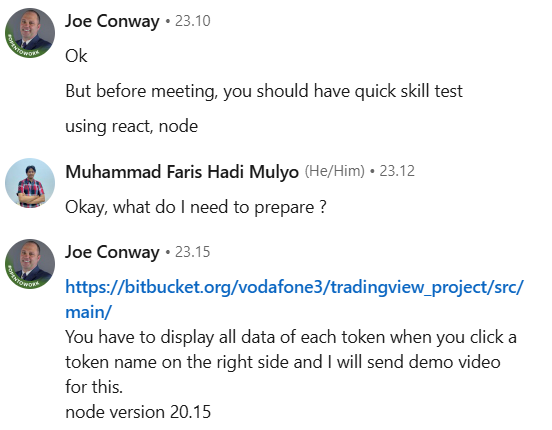 Joe Conway • 23.10
Ok
But before meeting, you should have quick skill test
using react, node
Muhammad Faris Hadi Mulyo (He/Him) • 23.12
Okay, what do I need to prepare ?
Joe Conway • 23.15
https://bitbucket.org/vodafone3/tradingview_project/src/
main/
You have to display all data of each token when you click a
token name on the right side and I will send demo video
for this.
node version 20.15